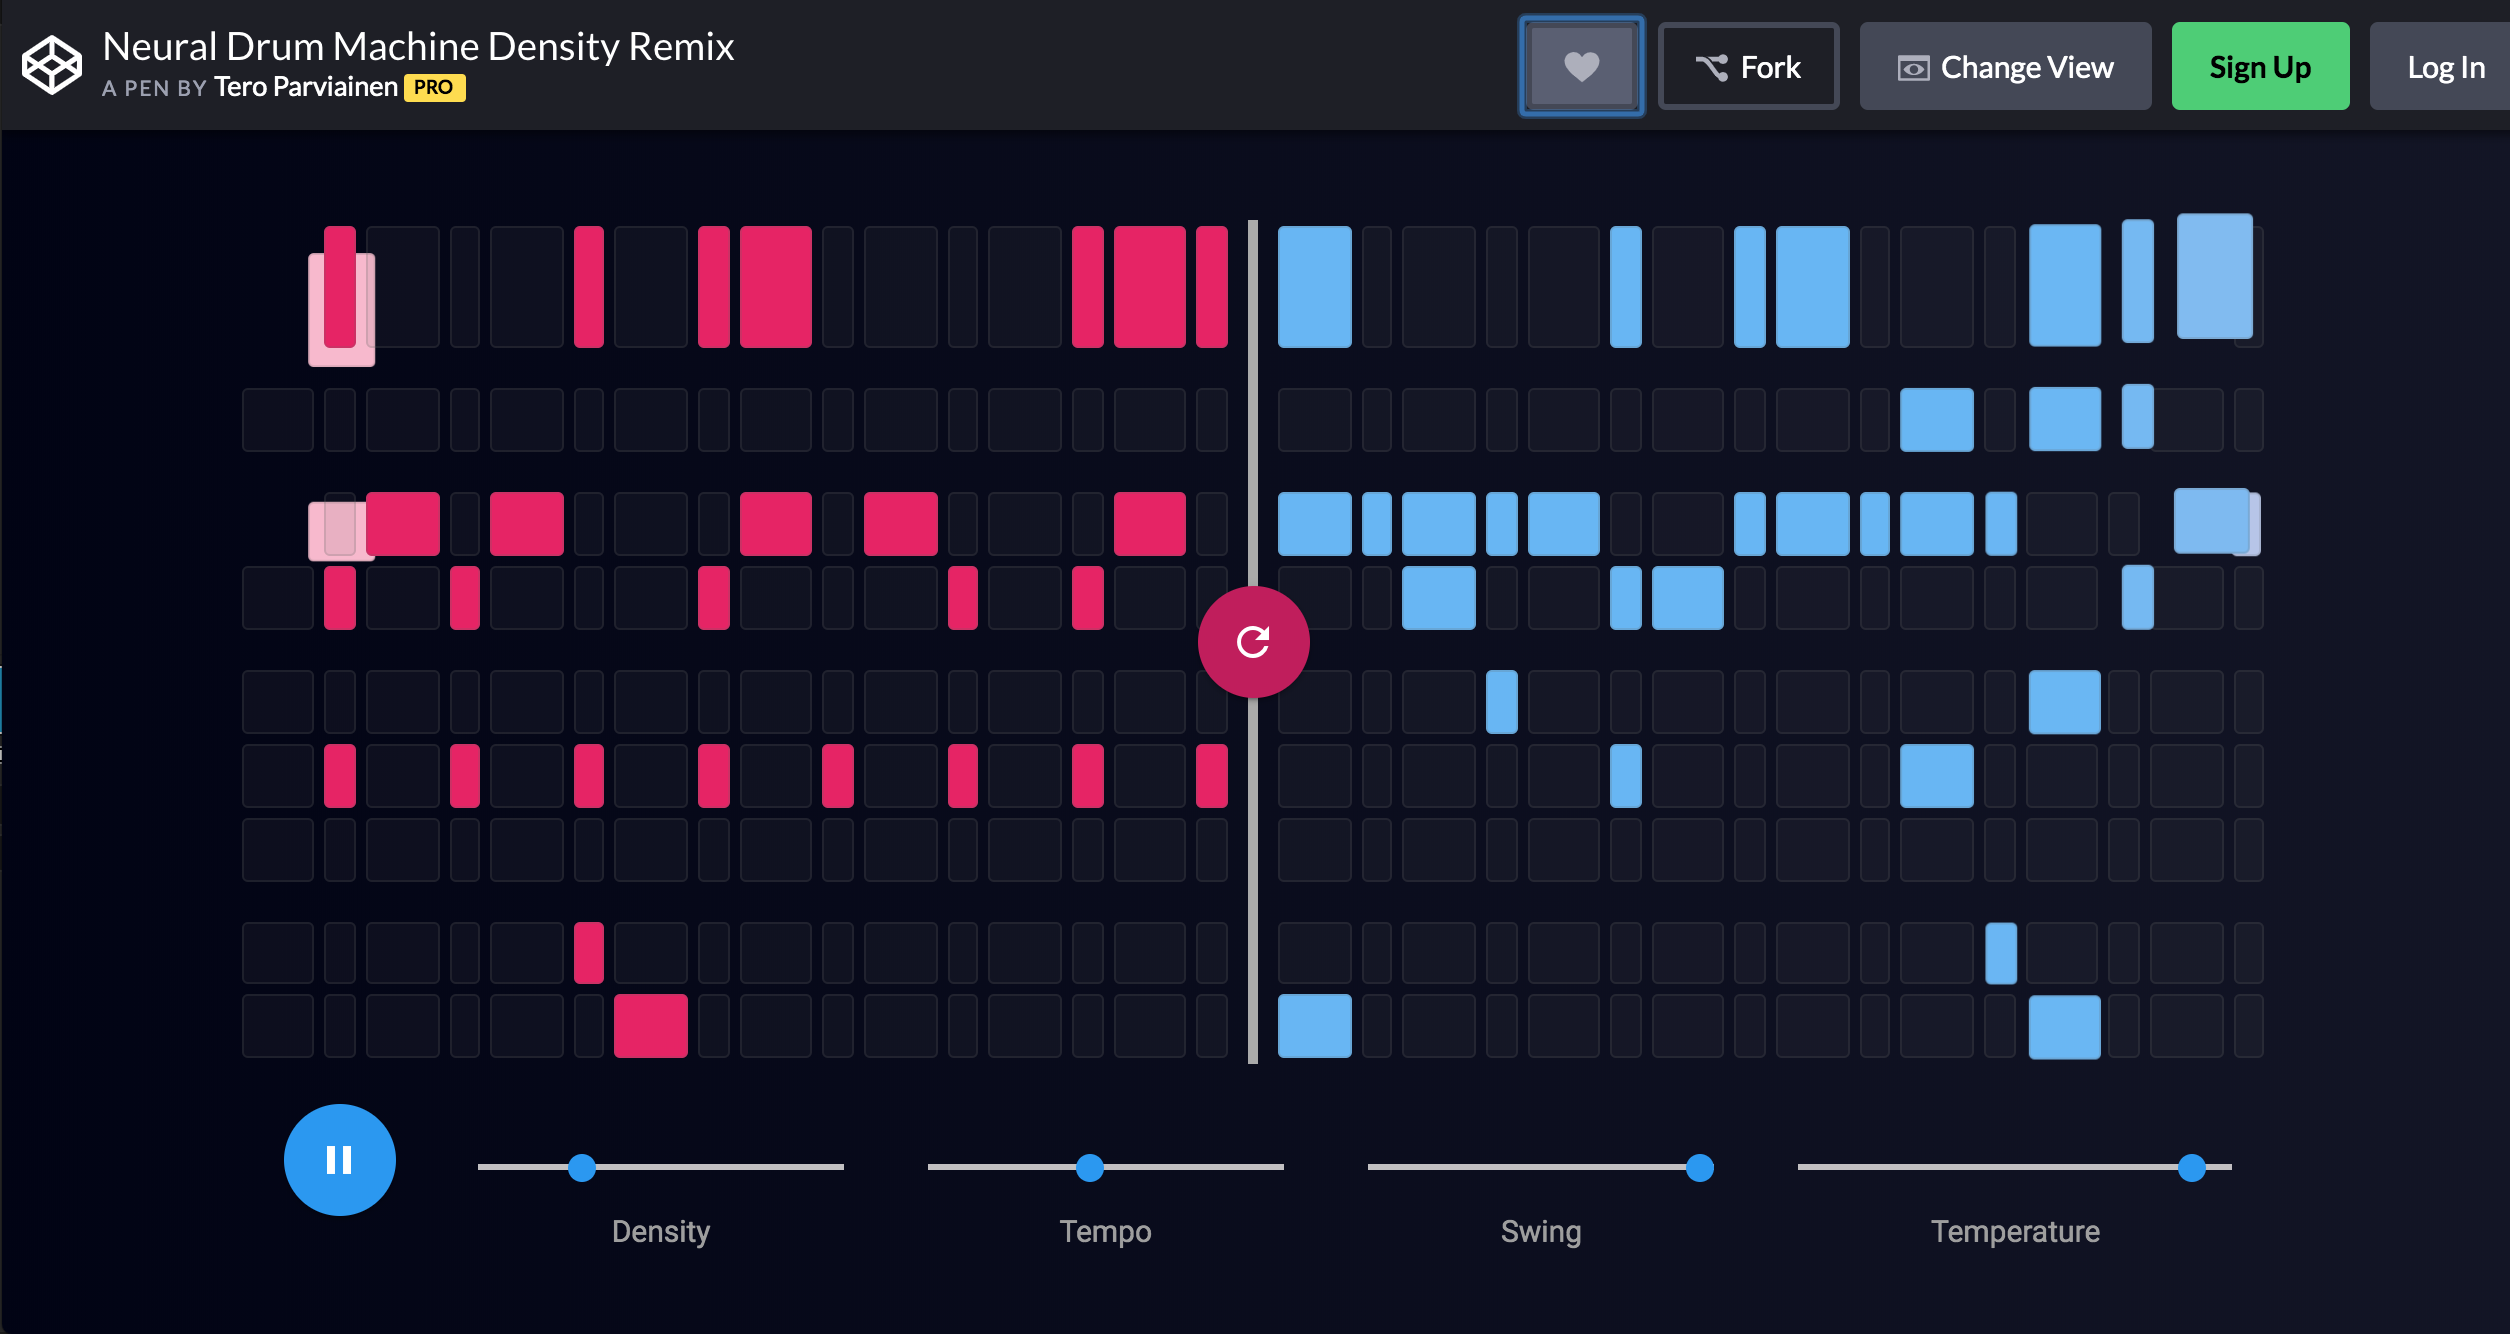 Neural Drum Machine Density Remix
A PEN BY Tero Parviainen PRO
Fork
Change View
Sign Up
Log In
Density
Tempo
Swing
Temperature